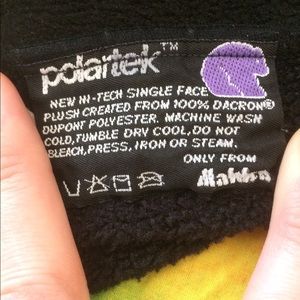 polartek™
NEW HI-TECH SINGLE FACE
PLUSH CREATED FROM 100% DACRON®
DUPONT POLYESTER. MACHINE WASH
COLD,TUMBLE DRY COOL,DO NOT
BLEACH,PRESS, IRON OR STEAM.
ONLY FROM